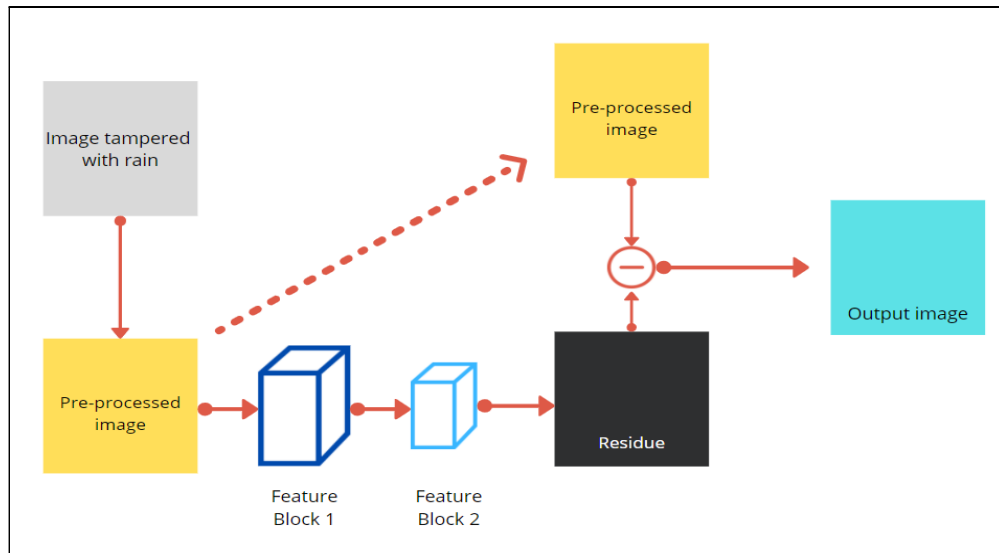 Image tampered
with rain
Pre-processed
image
Pre-processed
image
Feature
Block 1
Feature
Block 2
Residue
Output image